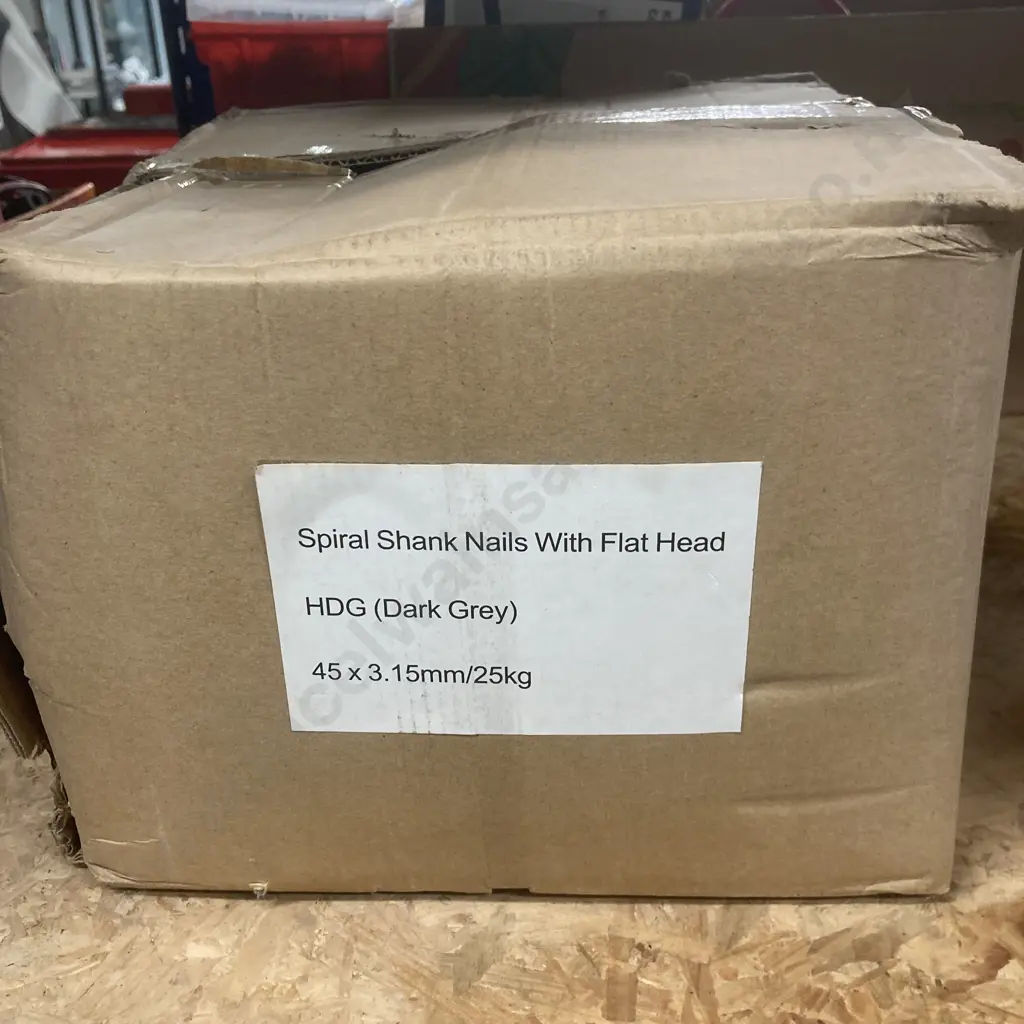 Spiral Shank Nails With Flat Head
HDG (Dark Grey)
45 x 3.15mm/25kg